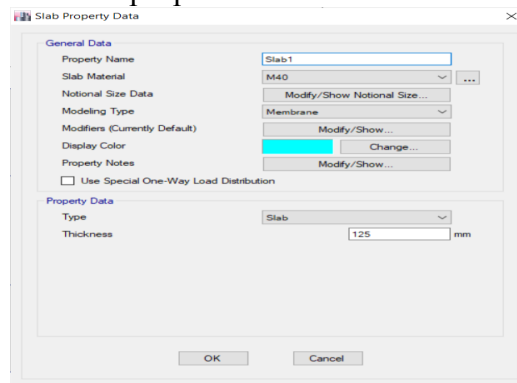 Slab Property Data
General Data
Property Name Slab1
Slab Material M40 ...
Notional Size Data Modify/Show Notional Size...
Modeling Type Membrane
Modifiers (Currently Default) Modify/Show...
Display Color Change...
Property Notes Modify/Show...
Use Special One-Way Load Distribution
Property Data
Type Slab
Thickness 125 mm
OK Cancel